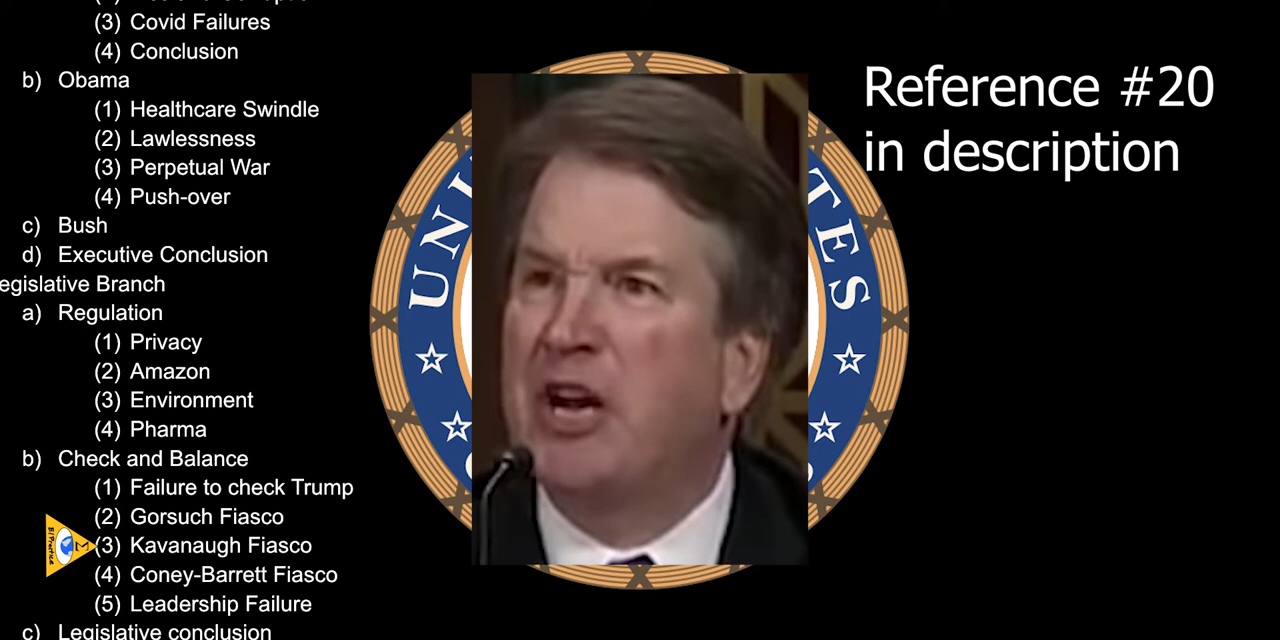 (3) Covid Failures
(4) Conclusion
b) Obama
(1) Healthcare Swindle
(2) Lawlessness
(3) Perpetual War
(4) Push-over
c) Bush
d) Executive Conclusion
egislative Branch
a) Regulation
(1) Privacy
(2) Amazon
(3) Environment
(4) Pharma
b) Check and Balance
(1) Failure to check Trump
(2) Gorsuch Fiasco
(3) Kavanaugh Fiasco
(4) Coney-Barrett Fiasco
(5) Leadership Failure
c) Legislative conclusion
UNI
TES
Reference #20
in description